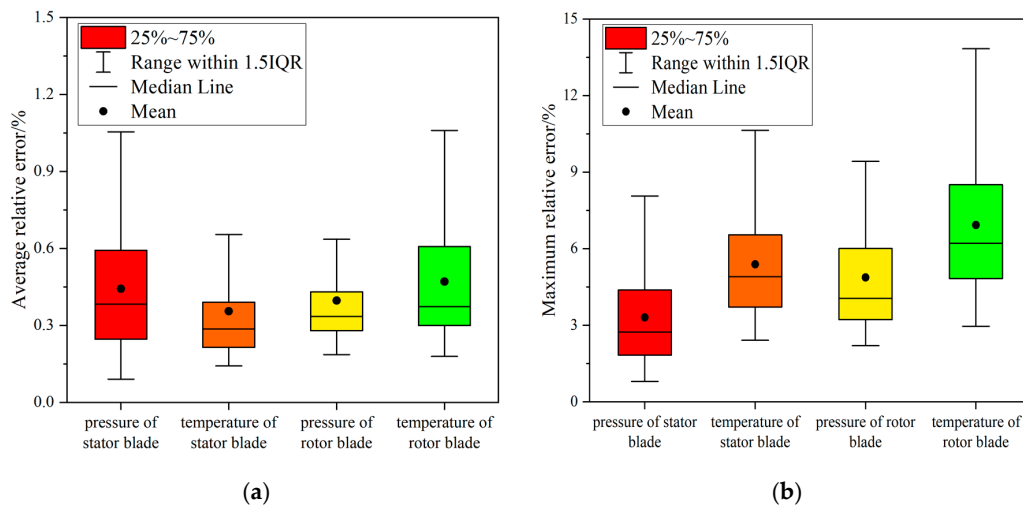 1.5
1.2
0.9
0.6
0.3
0.0
Average relative error/%
25%~75%
Range within 1.5IQR
Median Line
Mean
pressure of
stator blade
temperature of
stator blade
pressure of
rotor blade
temperature of
rotor blade
(a)
15
12
9
6
3
0
Maximum relative error/%
25%~75%
Range within 1.5IQR
Median Line
Mean
pressure of stator
blade
temperature of
stator blade
pressure of rotor
blade
temperature of
rotor blade
(b)